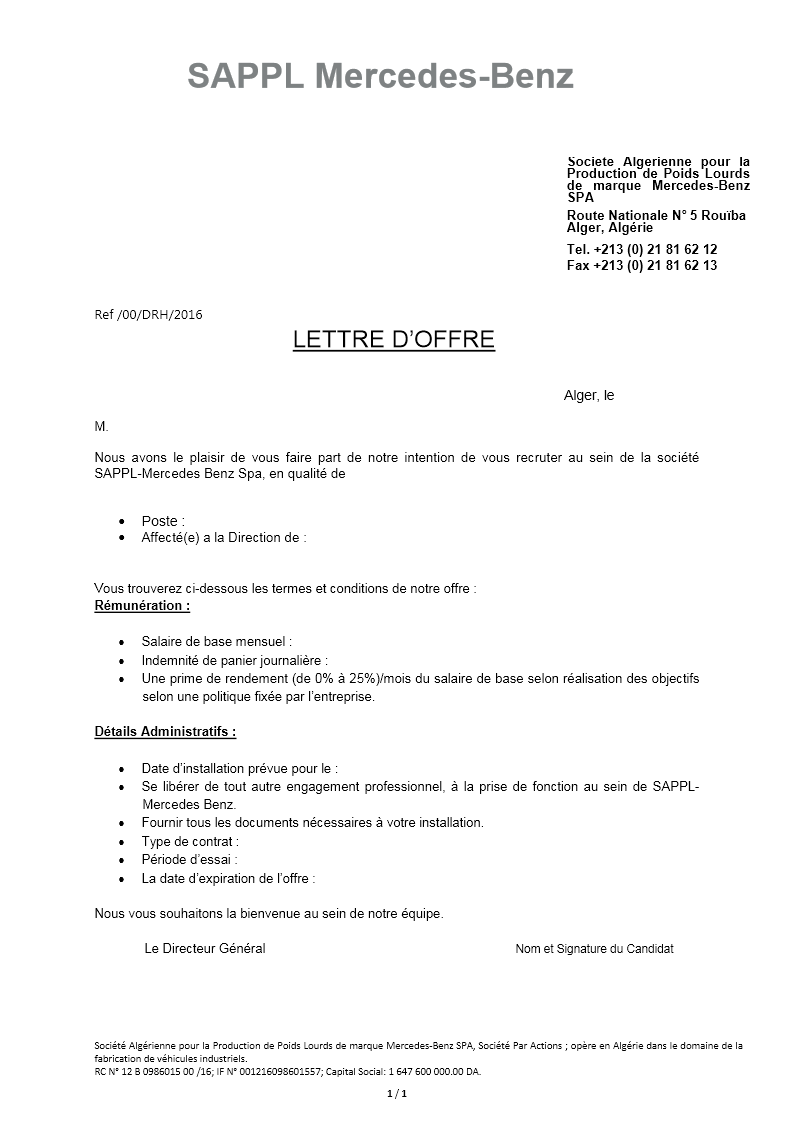 SAPPL Mercedes-Benz
Societe Algerienne pour la
Production de Poids Lourds
de marque Mercedes-Benz
SPA
Route Nationale N° 5 Rouïba
Alger, Algérie
Tel. +213 (0) 21 81 62 12
Fax +213 (0) 21 81 62 13
Ref /00/DRH/2016
LETTRE D’OFFRE
Alger, le
M.
Nous avons le plaisir de vous faire part de notre intention de vous recruter au sein de la société
SAPPL-Mercedes Benz Spa, en qualité de
• Poste :
• Affecté(e) a la Direction de :
Vous trouverez ci-dessous les termes et conditions de notre offre :
Rémunération :
• Salaire de base mensuel :
• Indemnité de panier journalière :
• Une prime de rendement (de 0% à 25%)/mois du salaire de base selon réalisation des objectifs
selon une politique fixée par l’entreprise.
Détails Administratifs :
• Date d’installation prévue pour le :
• Se libérer de tout autre engagement professionnel, à la prise de fonction au sein de SAPPL-
Mercedes Benz.
• Fournir tous les documents nécessaires à votre installation.
• Type de contrat :
• Période d’essai :
• La date d’expiration de l’offre :
Nous vous souhaitons la bienvenue au sein de notre équipe.
Le Directeur Général
Nom et Signature du Candidat
Société Algérienne pour la Production de Poids Lourds de marque Mercedes-Benz SPA, Société Par Actions ; opère en Algérie dans le domaine de la
fabrication de véhicules industriels.
RC N° 12 B 0986015 00 /16; IF N° 001216098601557; Capital Social: 1 647 600 000.00 DA.
1 / 1